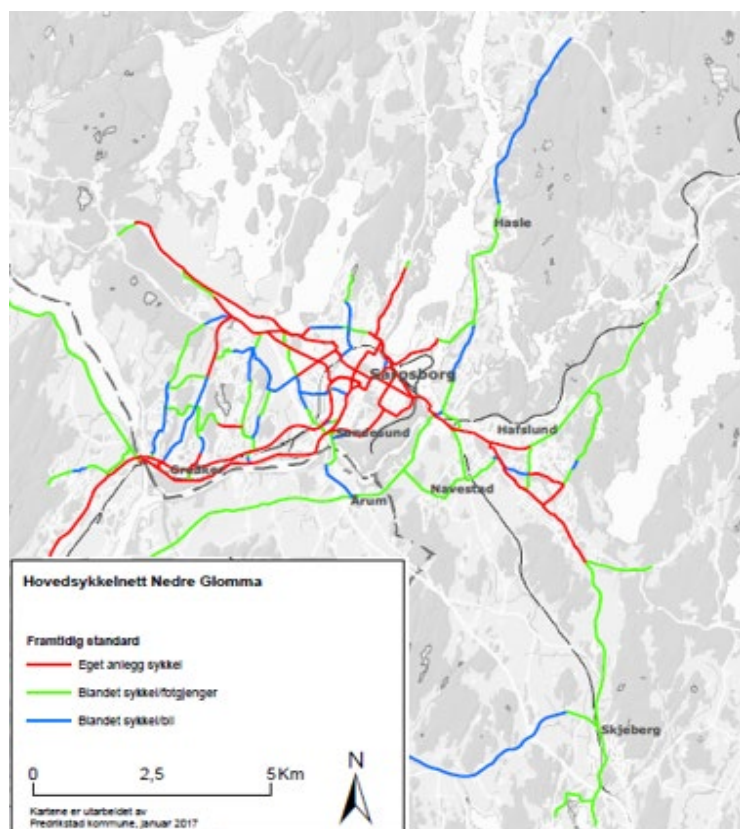 Hasle
Sarpsborg
Hafslund
Sandesund
Greåker
Navestad
Årum
Skjeberg
Hovedsykkelnett Nedre Glomma
Framtidig standard
Eget anlegg sykkel
Blandet sykkel/fotgjenger
Blandet sykkel/bil
0 2,5 5 Km
N
Kartene er utarbeidet av
Fredrikstad kommune, januar 2017